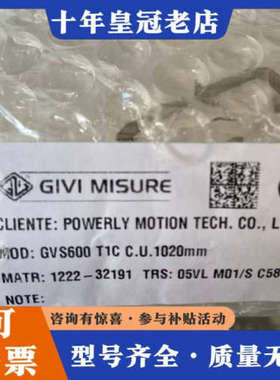 十年皇冠老店
GIVI MISURE
CLIENTE: POWERLY MOTION TECH. CO., L
MOD: GVS600 T1C C.U.1020mm
MATR: 1222-32191 TRS: 05VL M01/S C58
NOTE:
咨询有惊喜·参与补贴活动
票
型号齐全·质量保证